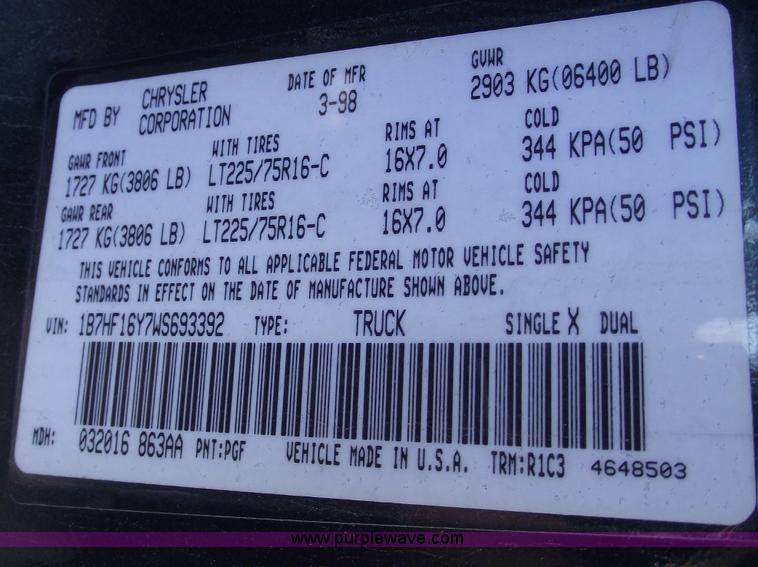 MFD BY CHRYSLER CORPORATION DATE OF MFR 3-98 GVWR 2903 KG(06400 LB)
GAWR FRONT WITH TIRES RIMS AT COLD
1727 KG(3806 LB) LT225/75R16-C 16X7.0 344 KPA(50 PSI)
GAWR REAR WITH TIRES RIMS AT COLD
1727 KG(3806 LB) LT225/75R16-C 16X7.0 344 KPA(50 PSI)
THIS VEHICLE CONFORMS TO ALL APPLICABLE FEDERAL MOTOR VEHICLE SAFETY
STANDARDS IN EFFECT ON THE DATE OF MANUFACTURE SHOWN ABOVE.
VIN: 1B7HF16Y7WS693392 TYPE: TRUCK SINGLE X DUAL
MDH: 032016 863AA PNT:PGF VEHICLE MADE IN U.S.A. TRM:R1C3 4648503
www.purplewave.com